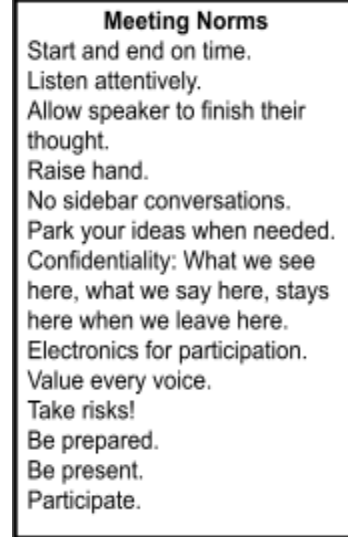 Meeting Norms
Start and end on time.
Listen attentively.
Allow speaker to finish their
thought.
Raise hand.
No sidebar conversations.
Park your ideas when needed.
Confidentiality: What we see
here, what we say here, stays
here when we leave here.
Electronics for participation.
Value every voice.
Take risks!
Be prepared.
Be present.
Participate.